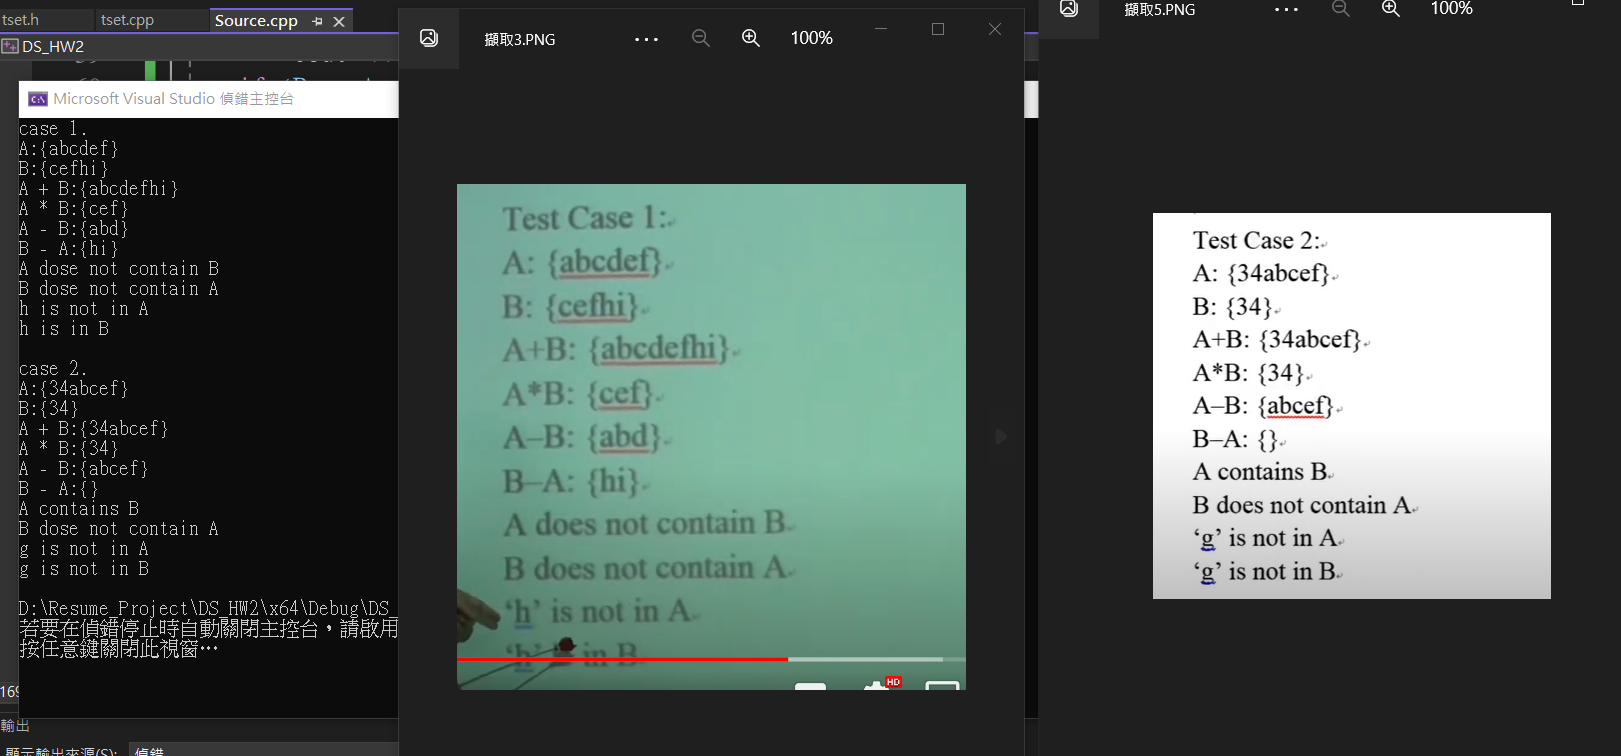 tset.h
tset.cpp
Source.cpp
DS_HW2
Microsoft Visual Studio 偵錯主控台
case 1.
A:{abcdef}
B:{cefhi}
A + B:{abcdefhi}
A * B:{cef}
A - B:{abd}
B - A:{hi}
A dose not contain B
B dose not contain A
h is not in A
h is in B
case 2.
A:{34abcef}
B:{34}
A + B:{34abcef}
A * B:{34}
A - B:{abcef}
B - A:{}
A contains B
B dose not contain A
g is not in A
g is not in B
D:\Resume_Project\DS_HW2\x64\Debug\DS_
若要在偵錯停止時自動關閉主控台，請啟用
按任意鍵關閉此視窗…
169
輸出
顯示輸出來源(S):
偵錯
擷取3.PNG
100%
Test Case 1:
A: {abcdef}
B: {cefhi}
A+B: {abcdefhi}
A*B: {cef}
A–B: {abd}
B–A: {hi}
A does not contain B
B does not contain A
‘h’ is not in A
‘h’ is in B
HD
擷取5.PNG
100%
Test Case 2:
A: {34abcef}
B: {34}
A+B: {34abcef}
A*B: {34}
A–B: {abcef}
B–A: {}
A contains B
B does not contain A
‘g’ is not in A
‘g’ is not in B